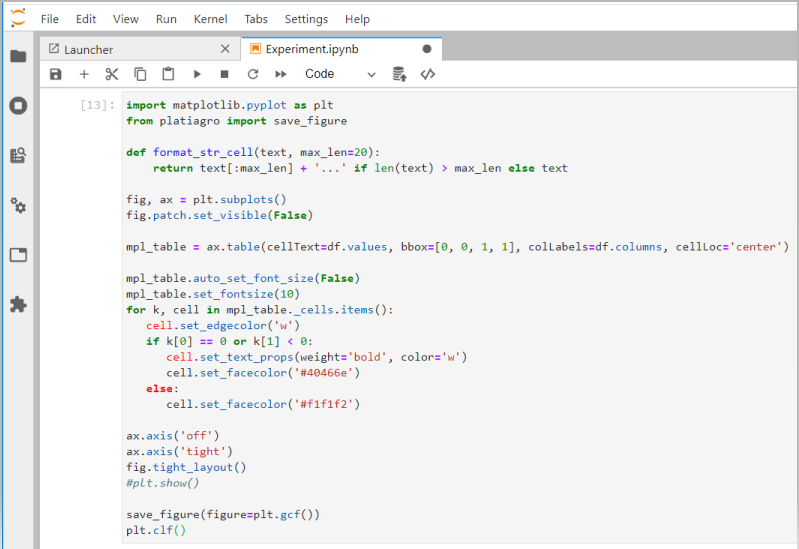 File Edit View Run Kernel Tabs Settings Help
Launcher Experiment.ipynb
Code
[13]: import matplotlib.pyplot as plt
from platiagro import save_figure
def format_str_cell(text, max_len=20):
    return text[:max_len] + '...' if len(text) > max_len else text
fig, ax = plt.subplots()
fig.patch.set_visible(False)
mpl_table = ax.table(cellText=df.values, bbox=[0, 0, 1, 1], colLabels=df.columns, cellLoc='center')
mpl_table.auto_set_font_size(False)
mpl_table.set_fontsize(10)
for k, cell in mpl_table._cells.items():
   cell.set_edgecolor('w')
   if k[0] == 0 or k[1] < 0:
      cell.set_text_props(weight='bold', color='w')
      cell.set_facecolor('#40466e')
   else:
      cell.set_facecolor('#f1f1f2')
ax.axis('off')
ax.axis('tight')
fig.tight_layout()
#plt.show()
save_figure(figure=plt.gcf())
plt.clf()